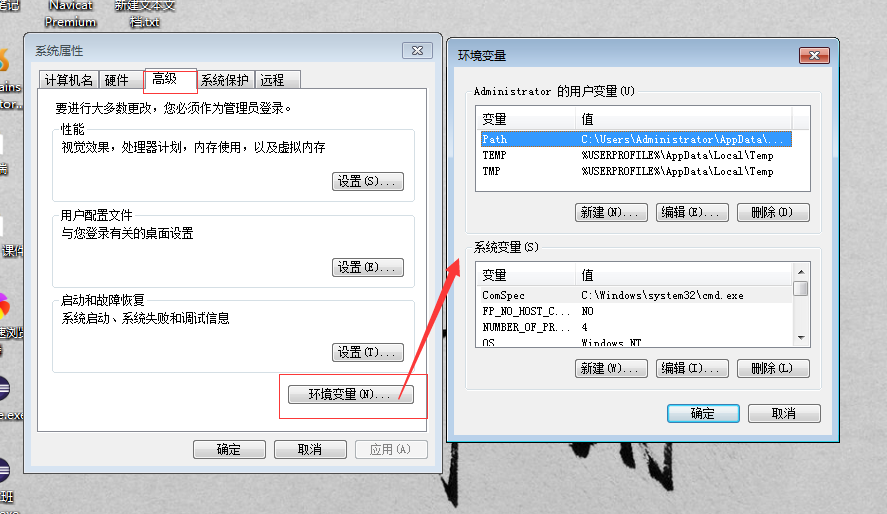 笔记
Navicat
Premium
新建文本文
档.txt
系统属性
计算机名 硬件 高级 系统保护 远程
要进行大多数更改，您必须作为管理员登录。
性能
视觉效果，处理器计划，内存使用，以及虚拟内存
设置(S)...
用户配置文件
与您登录有关的桌面设置
设置(E)...
启动和故障恢复
系统启动、系统失败和调试信息
设置(T)...
环境变量(N)...
确定 取消 应用(A)
环境变量
Administrator 的用户变量(U)
变量 值
Path C:\Users\Administrator\AppData\...
TEMP %USERPROFILE%\AppData\Local\Temp
TMP %USERPROFILE%\AppData\Local\Temp
新建(N)... 编辑(E)... 删除(D)
系统变量(S)
变量 值
ComSpec C:\Windows\system32\cmd.exe
FP_NO_HOST_C... NO
NUMBER_OF_PR... 4
OS Windows_NT
新建(W)... 编辑(I)... 删除(L)
确定 取消
课件